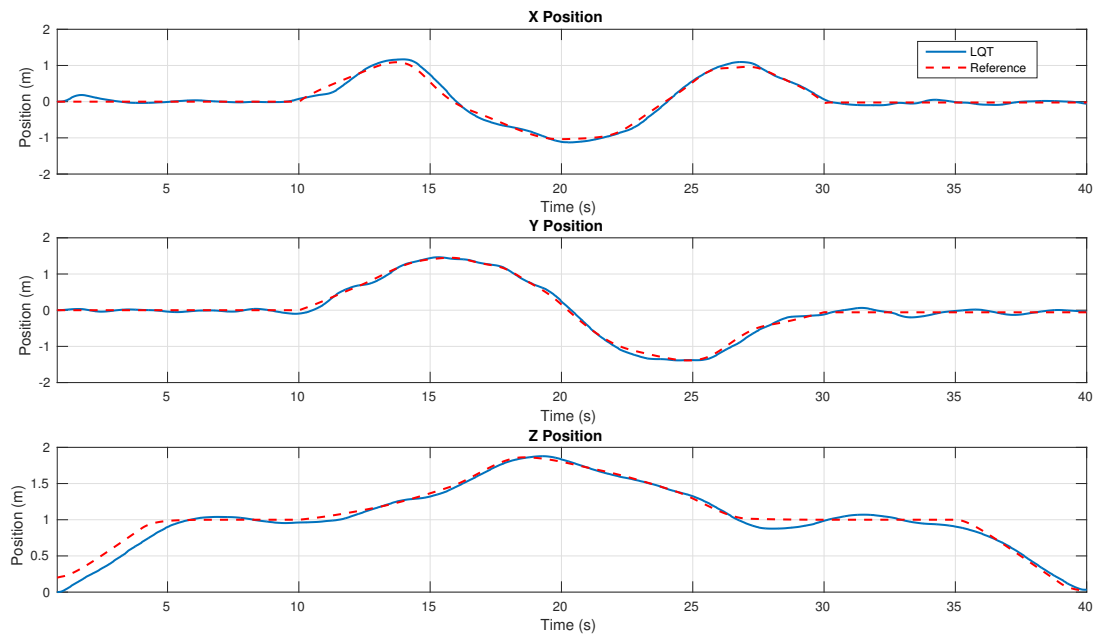 X Position
2
1
0
-1
-2
Position (m)
LQT
Reference
5 10 15 20 25 30 35 40
Time (s)
Y Position
2
1
0
-1
-2
Position (m)
5 10 15 20 25 30 35 40
Time (s)
Z Position
2
1.5
1
0.5
0
Position (m)
5 10 15 20 25 30 35 40
Time (s)